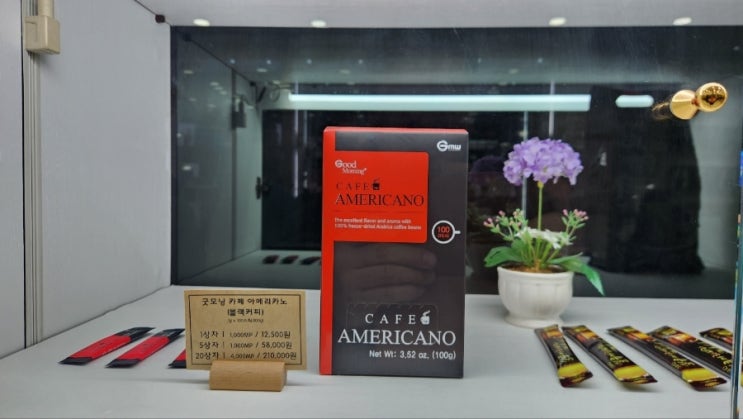 Gmw
Good
Morning
CAFE
AMERICANO
The excellent flavor and aroma with
100% freeze-dried Arabica coffee beans
100
CAFE
AMERICANO
Net Wt: 3.52 oz. (100g)
굿모닝 카페 아메리카노
(블랙커피)
1상자 | 1,000MP / 12,500원
5상자 | 58,000원
20상자 | 4,000MP / 210,000원